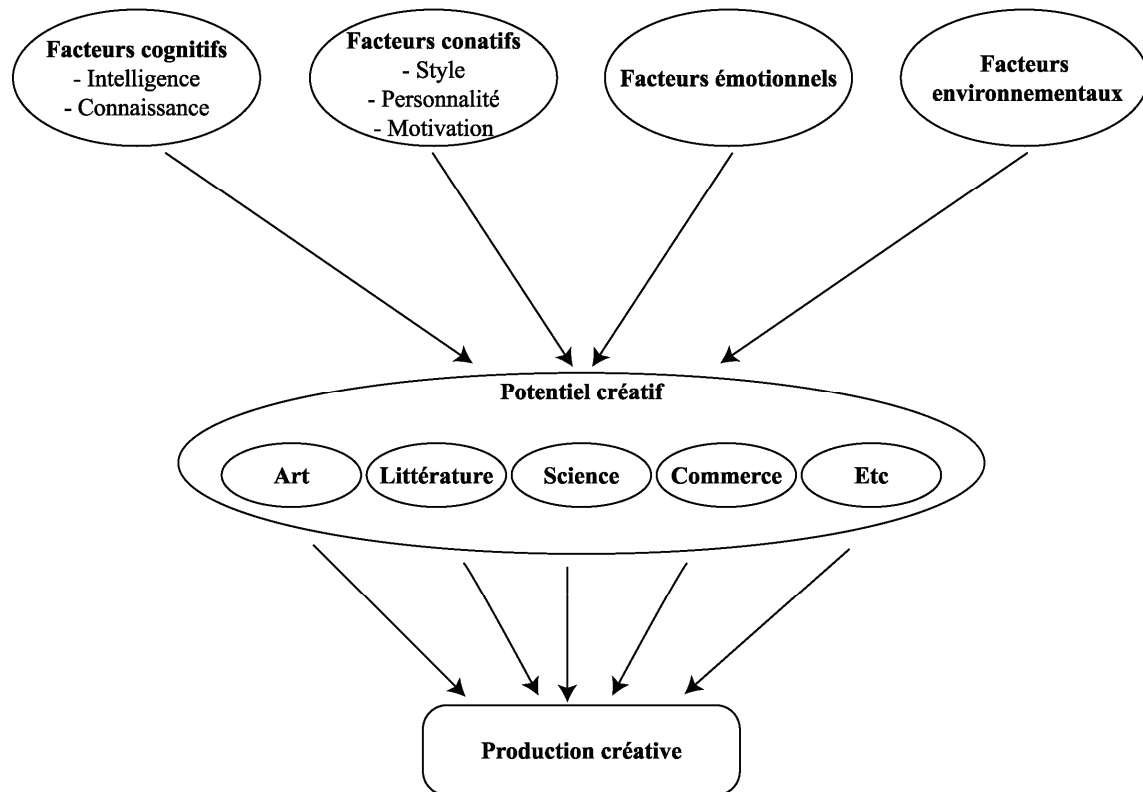 Facteurs cognitifs
- Intelligence
- Connaissance
Facteurs conatifs
- Style
- Personnalité
- Motivation
Facteurs émotionnels
Facteurs
environnementaux
Potentiel créatif
Art
Littérature
Science
Commerce
Etc
Production créative